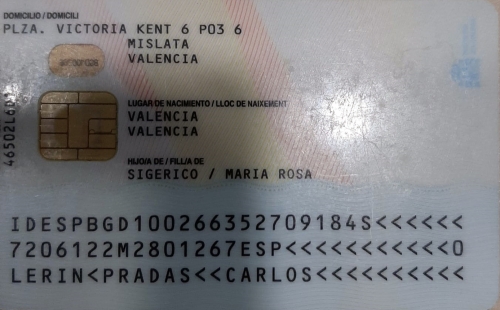 DOMICILIO / DOMICILI
PLZA. VICTORIA KENT 6 P03 6
MISLATA
VALENCIA
LUGAR DE NACIMIENTO / LLOC DE NAIXEMENT
VALENCIA
VALENCIA
HIJO/A DE / FILL/A DE
SIGERICO / MARIA ROSA
IDESPBGD100266352709184S<<<<<<
7206122M2801267ESP<<<<<<<<<<<0
LERIN<PRADAS<<CARLOS<<<<<<<<<<